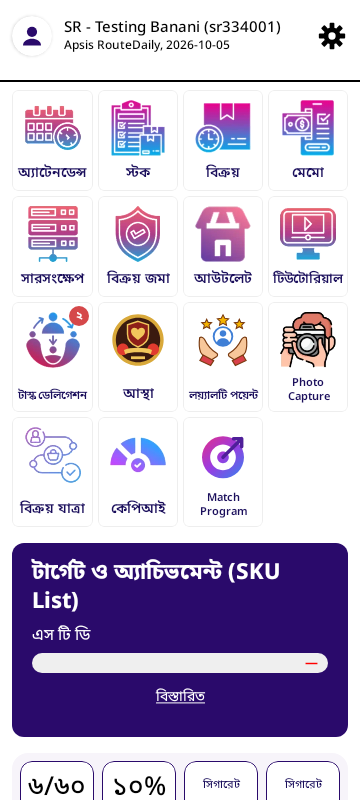 SR - Testing Banani (sr334001)
Apsis RouteDaily, 2026-10-05
অ্যাটেনডেন্স
স্টক
বিক্রয়
মেমো
সারসংক্ষেপ
বিক্রয় জমা
আউটলেট
টিউটোরিয়াল
২
টাস্ক ডেলিগেশন
আস্থা
লয়্যালটি পয়েন্ট
Photo
Capture
বিক্রয় যাত্রা
কেপিআই
Match
Program
টার্গেট ও অ্যাচিভমেন্ট (SKU
List)
এস টি ডি
বিস্তারিত
৬/৬০
১০%
সিগারেট
সিগারেট